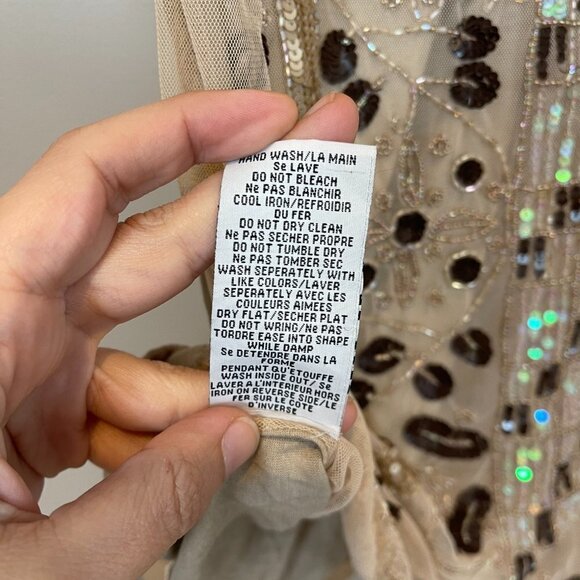 HAND WASH/LA MAIN
Se LAVE
DO NOT BLEACH
Ne PAS BLANCHIR
COOL IRON/REFROIDIR
DU FER
DO NOT DRY CLEAN
Ne PAS SECHER PROPRE
DO NOT TUMBLE DRY
Ne PAS TOMBER SEC
WASH SEPERATELY WITH
LIKE COLORS/LAVER
SEPERATELY AVEC LES
COULEURS AIMEES
DRY FLAT/SECHER PLAT
DO NOT WRING/Ne PAS
TORDRE EASE INTO SHAPE
WHILE DAMP
Se DETENDRE DANS LA
FORME
PENDANT QU'ETOUFFE
WASH INSIDE OUT/ Se
LAVER A L'INTERIEUR HORS
IRON ON REVERSE SIDE/LE
FER SUR LE COTE
D'INVERSE